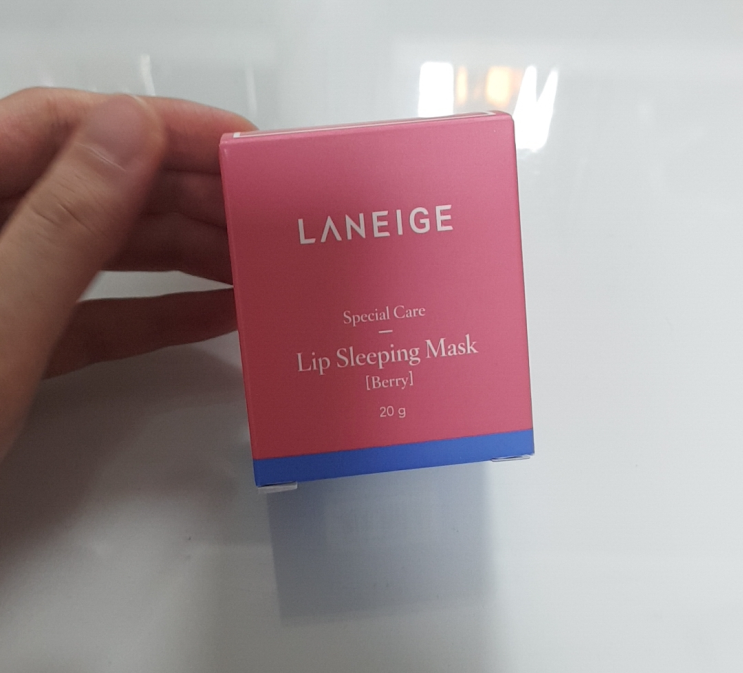 LANEIGE
Special Care
Lip Sleeping Mask
[Berry]
20 g